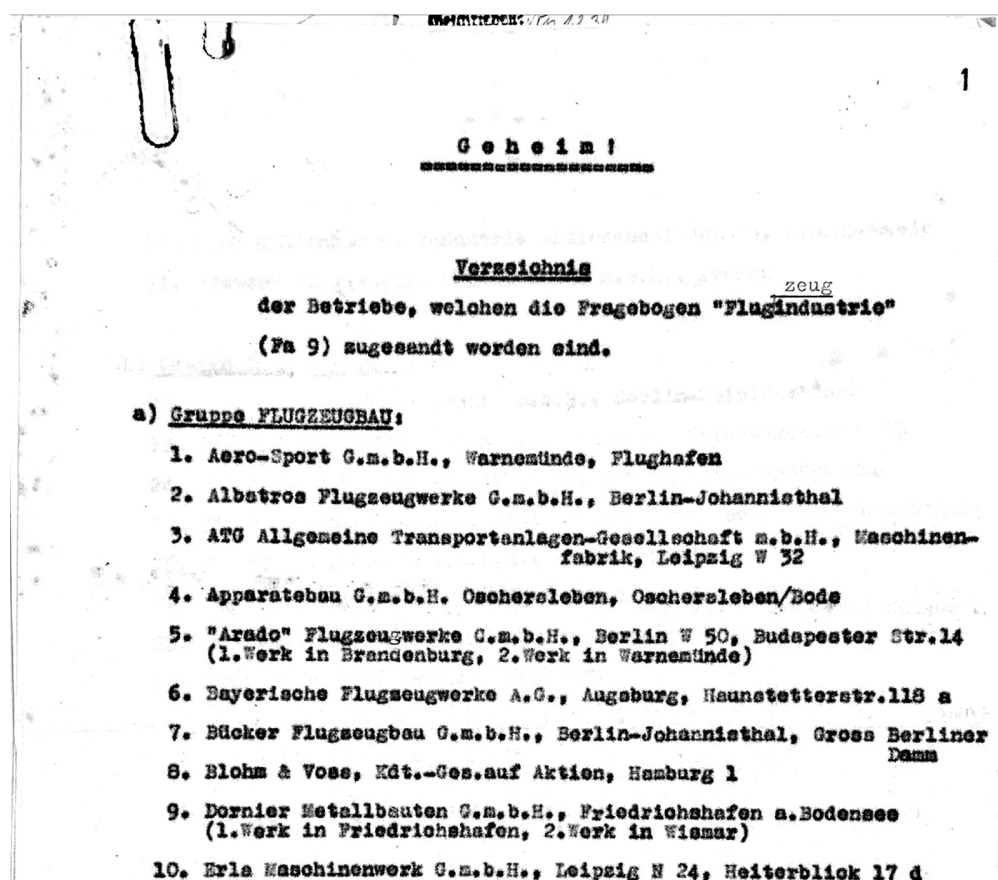 1
Geheim!
Verzeichnis
zeug
der Betriebe, welchen die Fragebogen "Flugindustrie"
(Fa 9) zugesandt worden sind.
a) Gruppe FLUGZEUGBAU:
1. Aero-Sport G.m.b.H., Warnemünde, Flughafen
2. Albatros Flugzeugwerke G.m.b.H., Berlin-Johannisthal
3. ATG Allgemeine Transportanlagen-Gesellschaft m.b.H., Maschinen-
fabrik, Leipzig W 32
4. Apparatebau G.m.b.H. Oschersleben, Oschersleben/Bode
5. "Arado" Flugzeugwerke G.m.b.H., Berlin W 50, Budapester Str.14
(1.Werk in Brandenburg, 2.Werk in Warnemünde)
6. Bayerische Flugzeugwerke A.G., Augsburg, Haunstetterstr.118 a
7. Bücker Flugzeugbau G.m.b.H., Berlin-Johannisthal, Gross Berliner
Damm
8. Blohm & Voss, Kdt.-Ges.auf Aktien, Hamburg 1
9. Dornier Metallbauten G.m.b.H., Friedrichshafen a.Bodensee
(1.Werk in Friedrichshafen, 2.Werk in Wismar)
10. Erla Maschinenwerk G.m.b.H., Leipzig N 24, Heiterblick 17 d